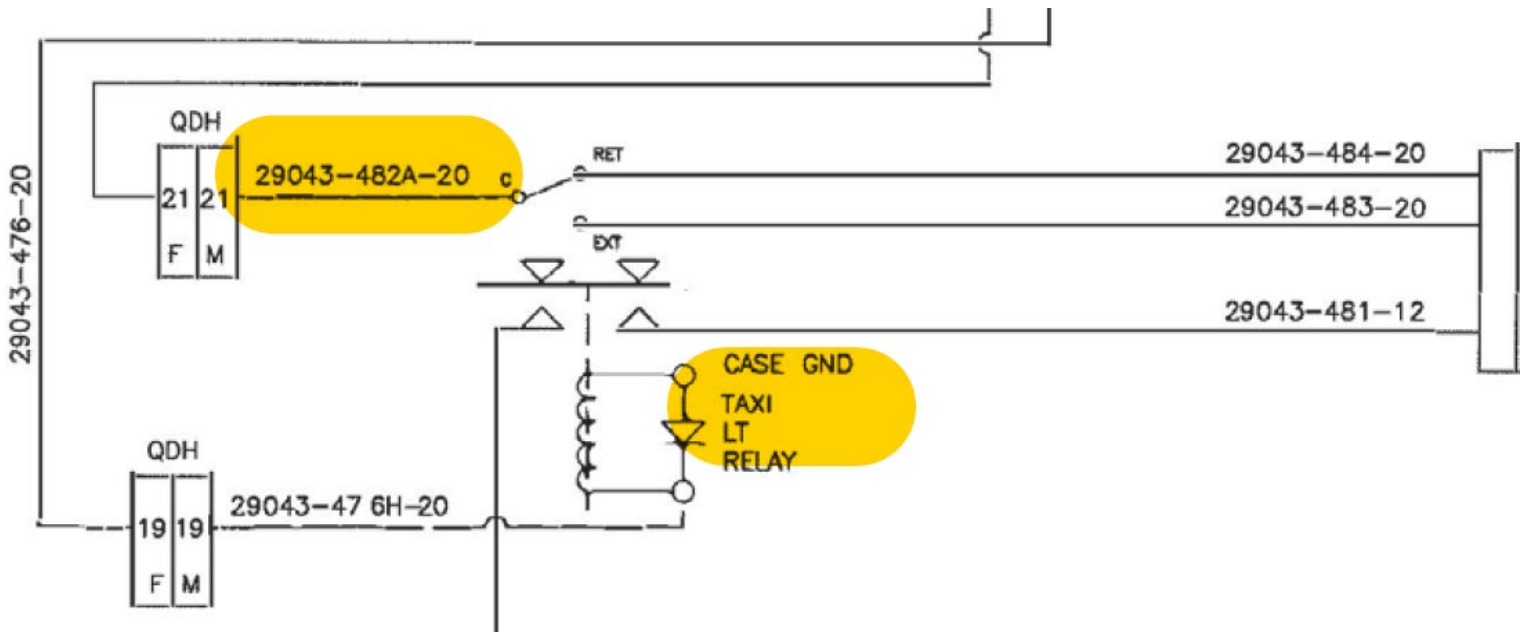 QDH
29043-482A-20
C
RET
29043-484-20
21 21
29043-483-20
F M
EXT
29043-476-20
29043-481-12
CASE GND
TAXI
LT
RELAY
QDH
29043-47 6H-20
19 19
F M